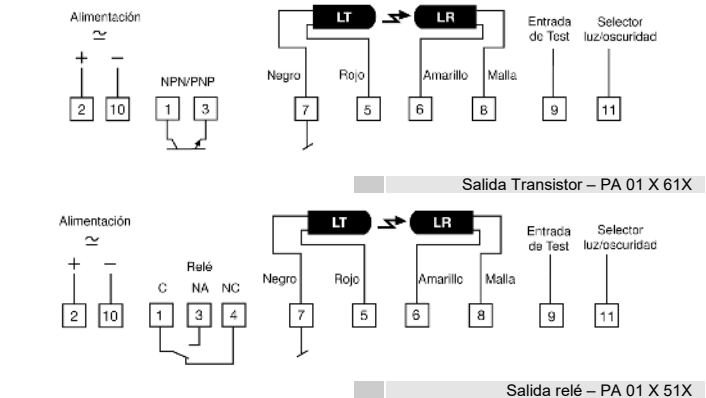 Alimentación
LT
LR
Entrada
de Test
Selector
luz/oscuridad
+
−
NPN/PNP
Negro
Rojo
Amarillo
Malla
2
10
1
3
7
5
6
8
9
11
Salida Transistor – PA 01 X 61X
Alimentación
LT
LR
Entrada
de Test
Selector
luz/oscuridad
+
−
Relé
C
NA
NC
Negro
Rojo
Amarillo
Malla
2
10
1
3
4
7
5
6
8
9
11
Salida relé – PA 01 X 51X